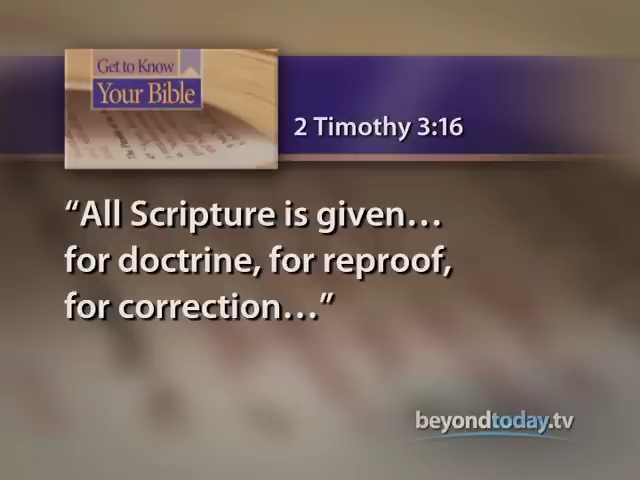 Get to Know
Your Bible
2 Timothy 3:16
“All Scripture is given…
for doctrine, for reproof,
for correction…”
beyondtoday.tv